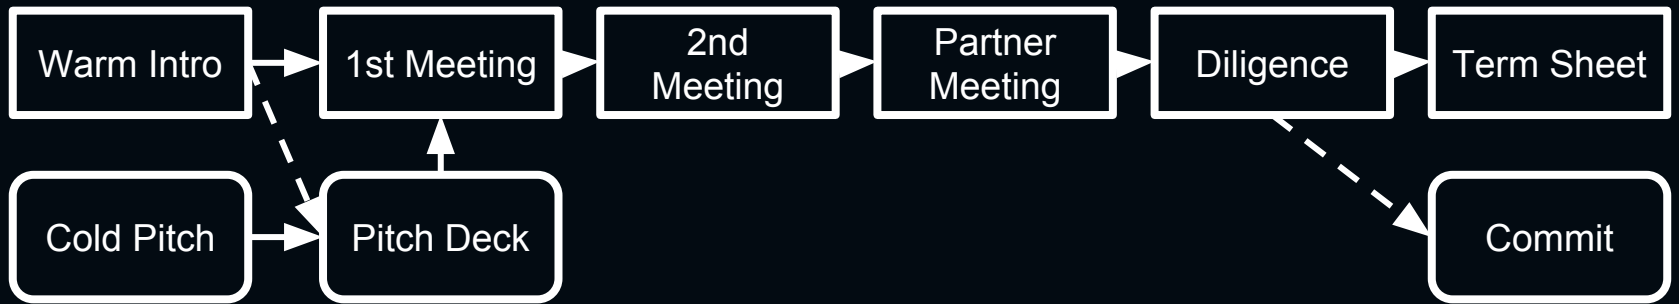 Warm Intro
1st Meeting
2nd
Meeting
Partner
Meeting
Diligence
Term Sheet
Cold Pitch
Pitch Deck
Commit